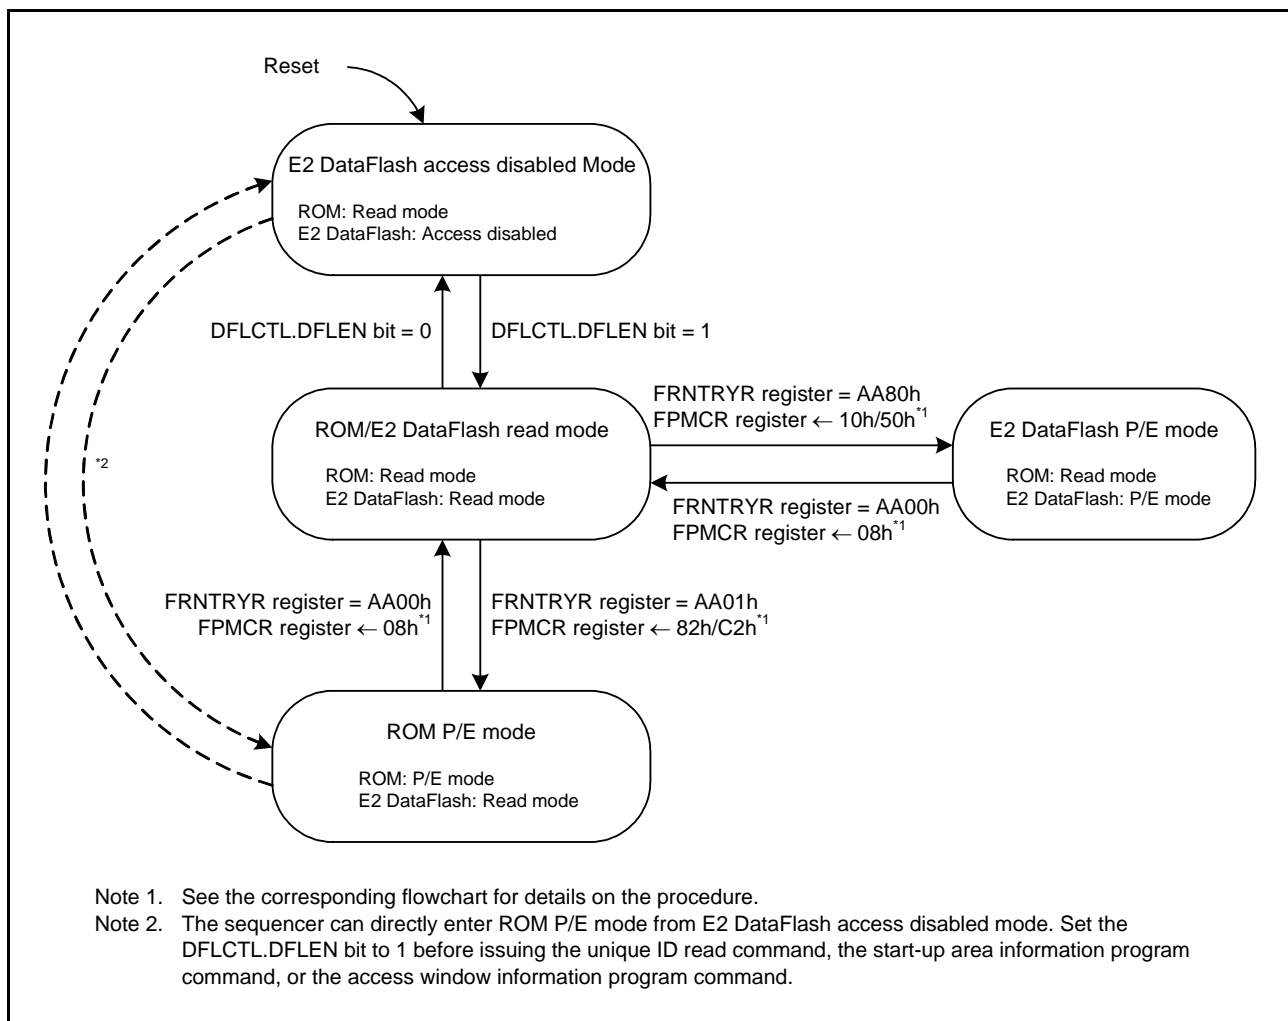 Reset
E2 DataFlash access disabled Mode
ROM: Read mode
E2 DataFlash: Access disabled
DFLCTL.DFLEN bit = 0
DFLCTL.DFLEN bit = 1
FRNTRYR register = AA80h
FPMCR register ← 10h/50h*1
ROM/E2 DataFlash read mode
ROM: Read mode
E2 DataFlash: Read mode
E2 DataFlash P/E mode
ROM: Read mode
E2 DataFlash: P/E mode
*2
FRNTRYR register = AA00h
FPMCR register ← 08h*1
FRNTRYR register = AA00h
FPMCR register ← 08h*1
FRNTRYR register = AA01h
FPMCR register ← 82h/C2h*1
ROM P/E mode
ROM: P/E mode
E2 DataFlash: Read mode
Note 1. See the corresponding flowchart for details on the procedure.
Note 2. The sequencer can directly enter ROM P/E mode from E2 DataFlash access disabled mode. Set the
DFLCTL.DFLEN bit to 1 before issuing the unique ID read command, the start-up area information program
command, or the access window information program command.